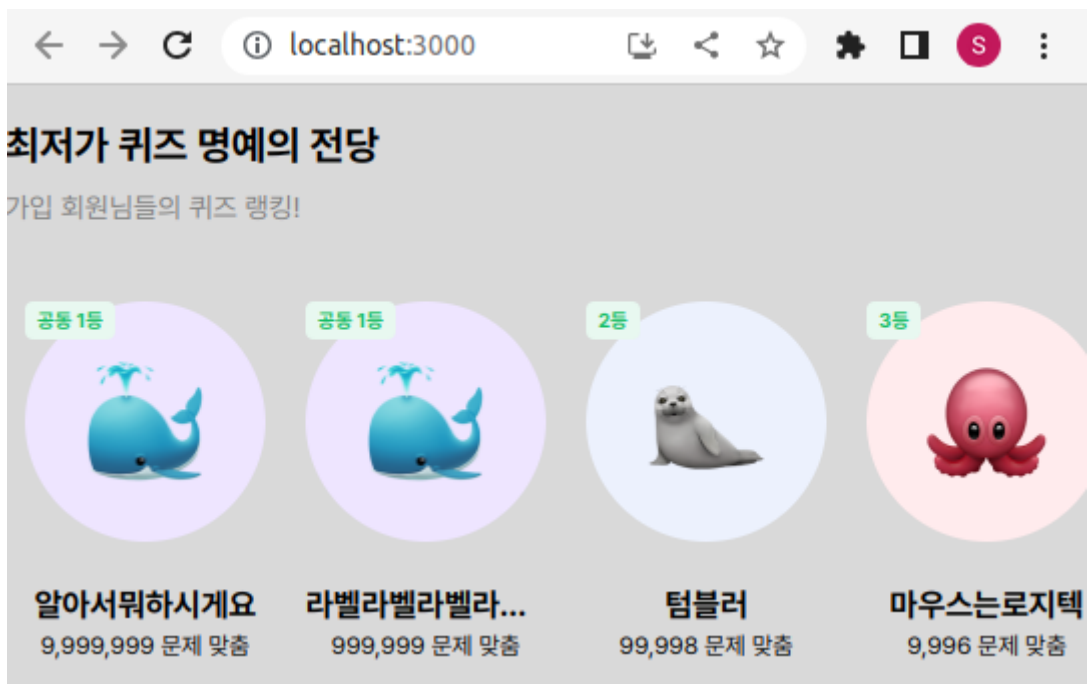 localhost:3000
S
최저가 퀴즈 명예의 전당
가입 회원님들의 퀴즈 랭킹!
공동 1등
공동 1등
2등
3등
알아서뭐하시게요
라벨라벨라벨라...
텀블러
마우스는로지텍
9,999,999 문제 맞춤
999,999 문제 맞춤
99,998 문제 맞춤
9,996 문제 맞춤